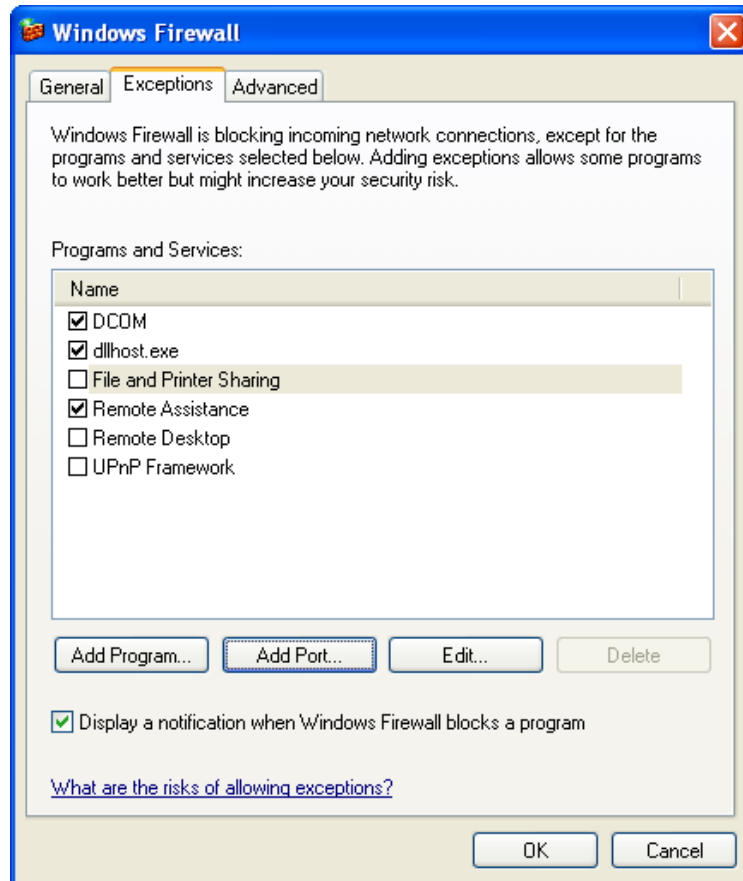 Windows Firewall
General
Exceptions
Advanced
Windows Firewall is blocking incoming network connections, except for the
programs and services selected below. Adding exceptions allows some programs
to work better but might increase your security risk.
Programs and Services:
Name
DCOM
dllhost.exe
File and Printer Sharing
Remote Assistance
Remote Desktop
UPnP Framework
Add Program...
Add Port...
Edit...
Delete
Display a notification when Windows Firewall blocks a program
What are the risks of allowing exceptions?
OK
Cancel